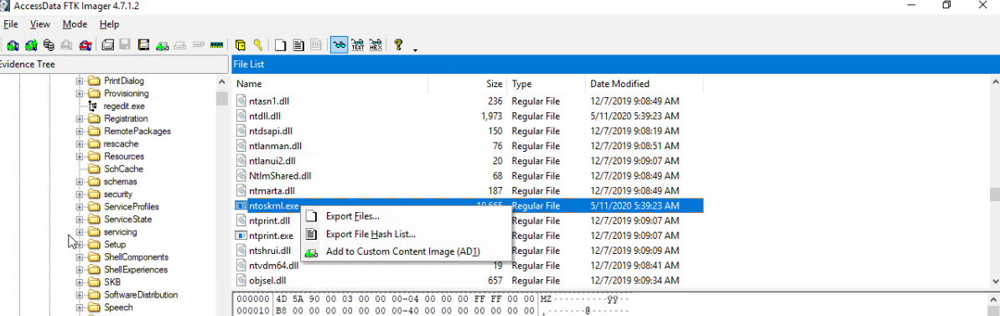 AccessData FTK Imager 4.7.1.2
File View Mode Help
Evidence Tree
PrintDialog
Provisioning
regedit.exe
Registration
RemotePackages
rescache
Resources
SchCache
schemas
security
ServiceProfiles
ServiceState
servicing
Setup
ShellComponents
ShellExperiences
SKB
SoftwareDistribution
Speech
File List
Name Size Type Date Modified
ntasn1.dll 236 Regular File 12/7/2019 9:08:49 AM
ntdll.dll 1,973 Regular File 5/11/2020 5:39:23 AM
ntdsapi.dll 150 Regular File 12/7/2019 9:08:19 AM
ntlanman.dll 76 Regular File 12/7/2019 9:08:51 AM
ntlanui2.dll 20 Regular File 12/7/2019 9:09:07 AM
NtlmShared.dll 68 Regular File 12/7/2019 9:08:49 AM
ntmarta.dll 187 Regular File 12/7/2019 9:08:49 AM
ntoskrnl.exe 10,665 Regular File 5/11/2020 5:39:23 AM
ntprint.dll Regular File 12/7/2019 9:09:07 AM
ntprint.exe Regular File 12/7/2019 9:09:07 AM
ntshrui.dll Regular File 12/7/2019 9:09:09 AM
ntvdm64.dll 19 Regular File 12/7/2019 9:08:41 AM
objsel.dll 657 Regular File 12/7/2019 9:09:34 AM
Export Files...
Export File Hash List...
Add to Custom Content Image (AD1)
000000 4D 5A 90 00 03 00 00 00-04 00 00 00 FF FF 00 00 MZ··········ÿÿ··
000010 B8 00 00 00 00 00 00 00-40 00 00 00 00 00 00 00 ¸·······@·······